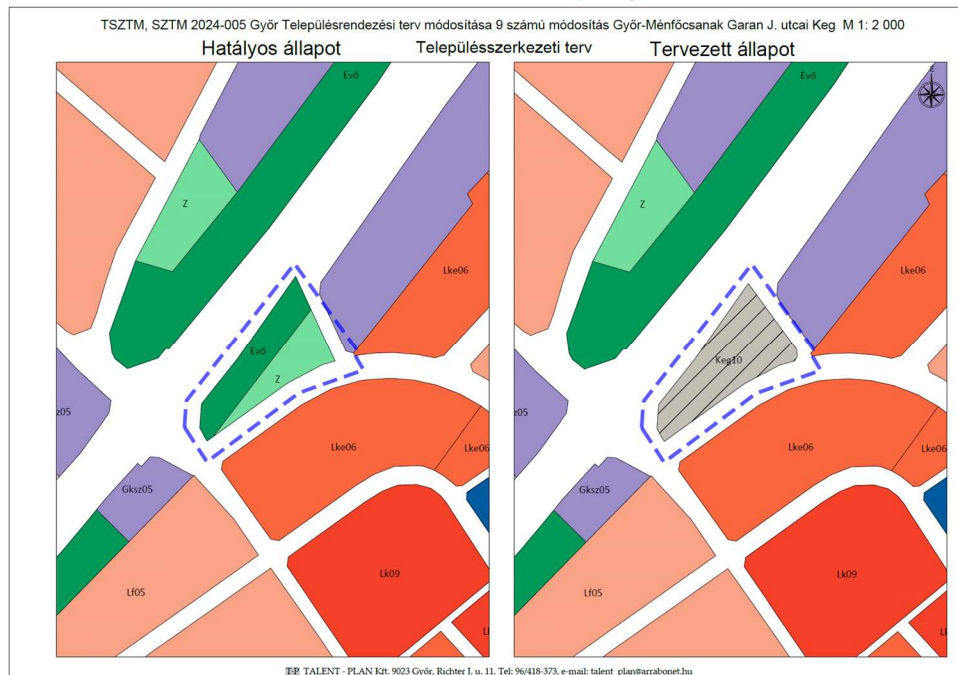 TSZTM, SZTM 2024-005 Győr Településrendezési terv módosítása 9 számú módosítás Győr-Ménfőcsanak Garan J. utcai Keg M 1: 2 000
Hatályos állapot Településszerkezeti terv Tervezett állapot
Evő
Z
Lke06
Evő
Z
z05
Lke06
Lke06
Gksz05
Lk09
Lf05
Evő
É
Z
Lke06
Keg10
z05
Lke06
Lke06
Gksz05
Lk09
Lf05
T-P TALENT - PLAN Kft. 9023 Győr, Richter J. u. 11. Tel: 96/418-373, e-mail: talent_plan@arrabonet.hu